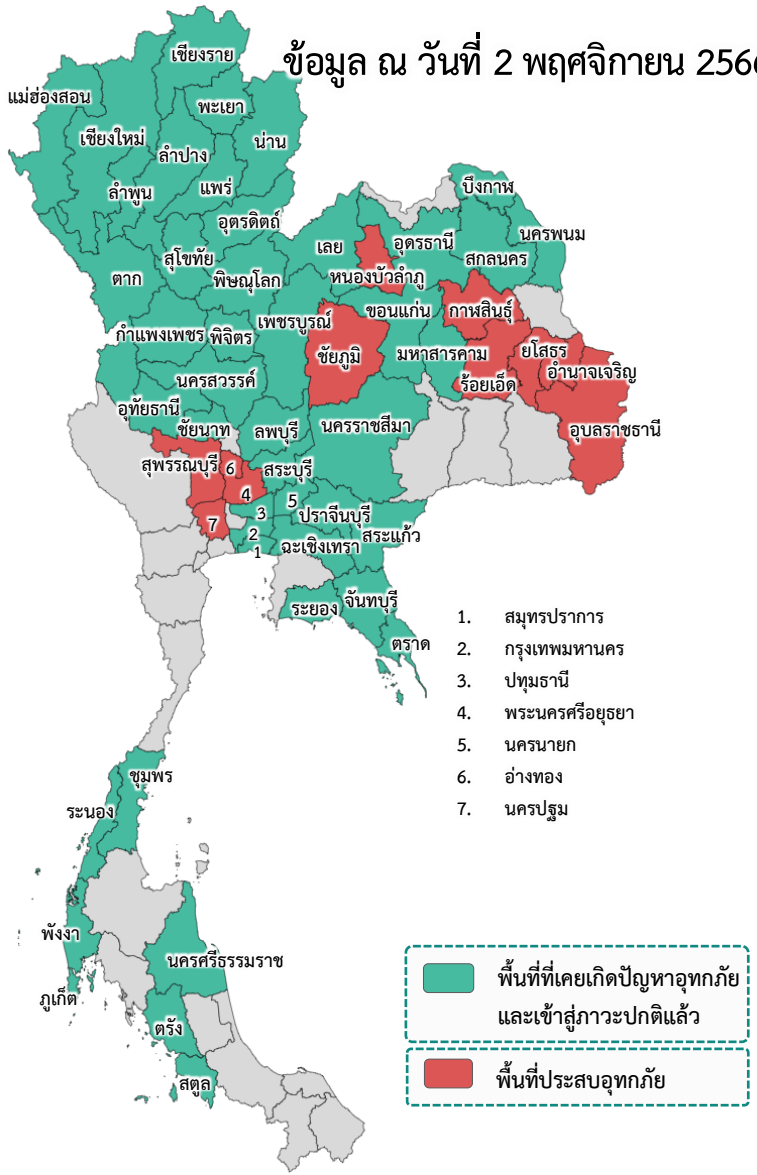 ข้อมูล ณ วันที่ 2 พฤศจิกายน 256
เชียงราย
แม่ฮ่องสอน
พะเยา
เชียงใหม่
น่าน
ลำปาง
ลำพูน
แพร่
บึงกาฬ
อุตรดิตถ์
นครพนม
เลย
อุดรธานี
สุโขทัย
สกลนคร
ตาก
พิษณุโลก
หนองบัวลำภู
ขอนแก่น
กาฬสินธุ์
เพชรบูรณ์
กำแพงเพชร
พิจิตร
ชัยภูมิ
มหาสารคาม
ยโสธร
อำนาจเจริญ
นครสวรรค์
ร้อยเอ็ด
อุทัยธานี
ชัยนาท
ลพบุรี
นครราชสีมา
อุบลราชธานี
สุพรรณบุรี
6
สระบุรี
4
5
3
ปราจีนบุรี
7
2
สระแก้ว
1
ฉะเชิงเทรา
ระยอง
จันทบุรี
ตราด
1. สมุทรปราการ
2. กรุงเทพมหานคร
3. ปทุมธานี
4. พระนครศรีอยุธยา
5. นครนายก
6. อ่างทอง
7. นครปฐม
ชุมพร
ระนอง
พังงา
นครศรีธรรมราช
ภูเก็ต
ตรัง
สตูล
พื้นที่ที่เคยเกิดปัญหาอุทกภัย
และเข้าสู่ภาวะปกติแล้ว
พื้นที่ประสบอุทกภัย